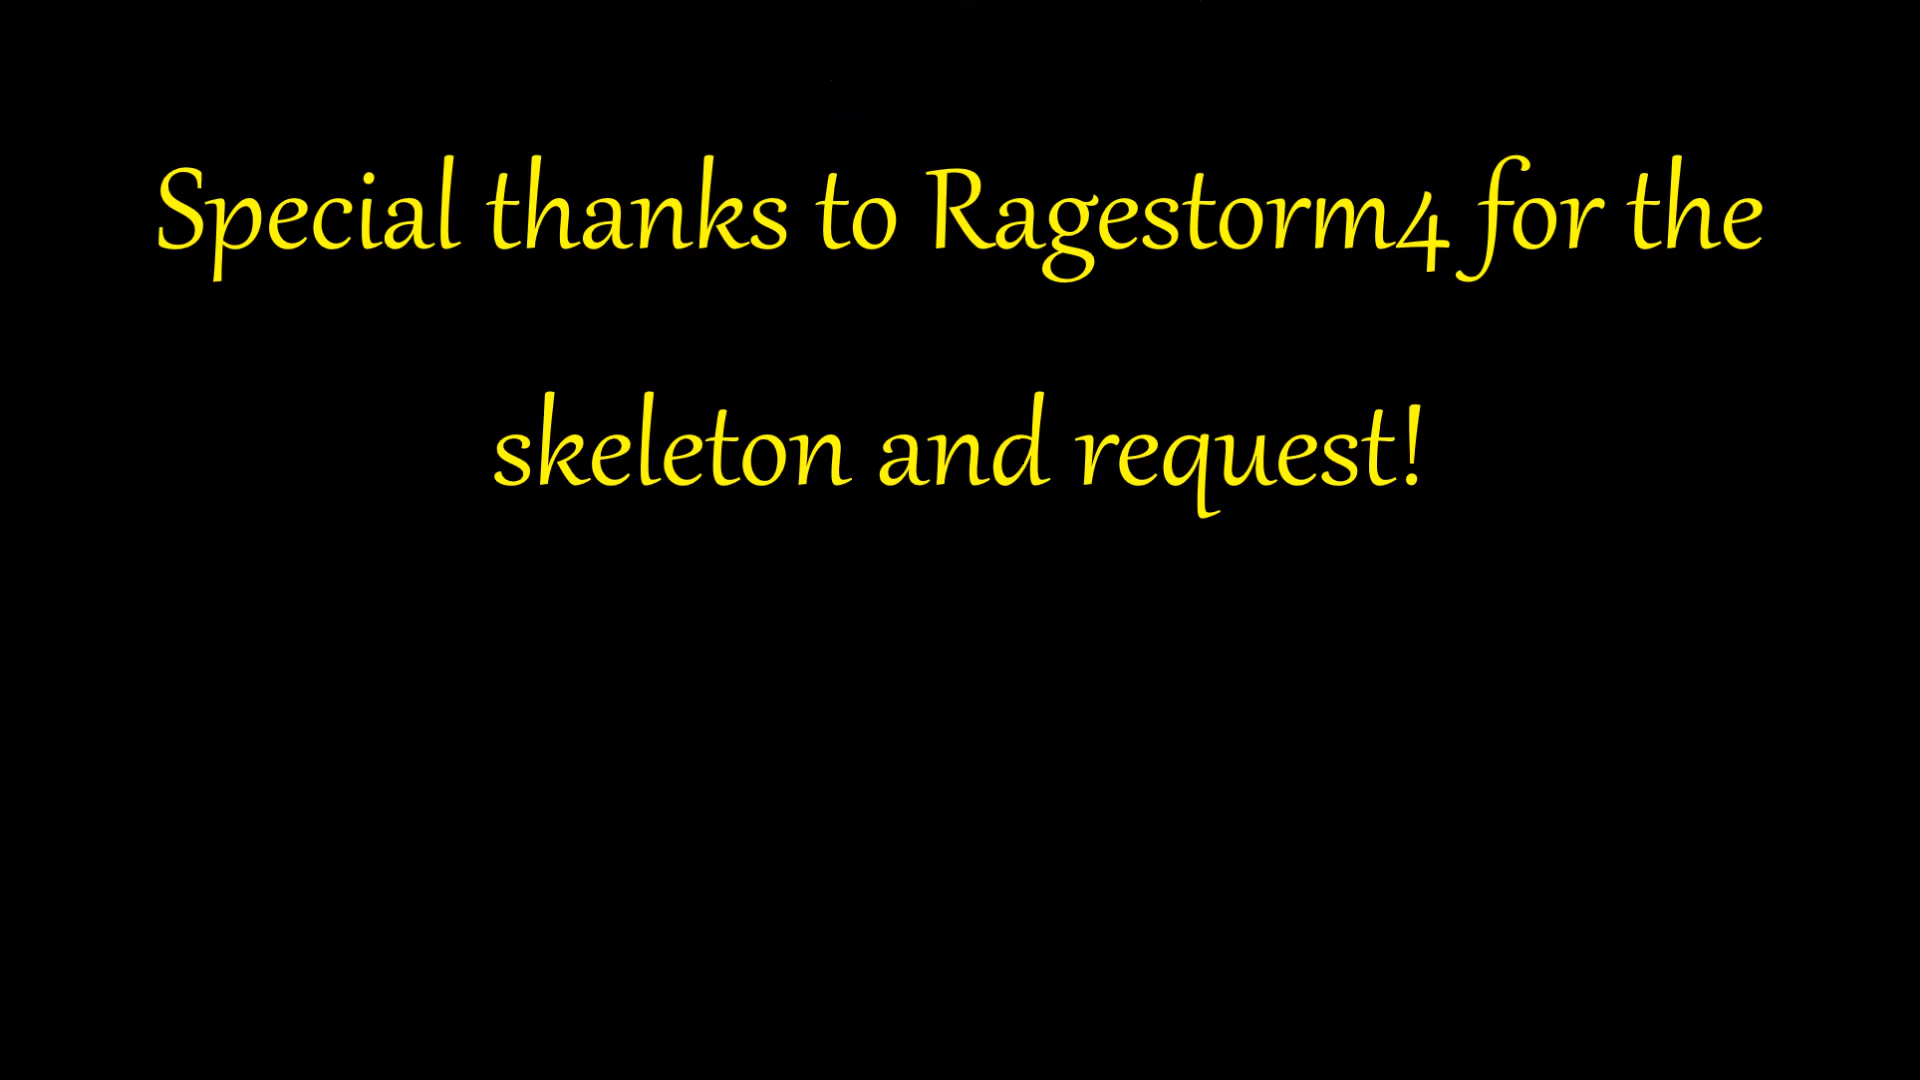 Special thanks to Ragestorm4 for the
skeleton and request!